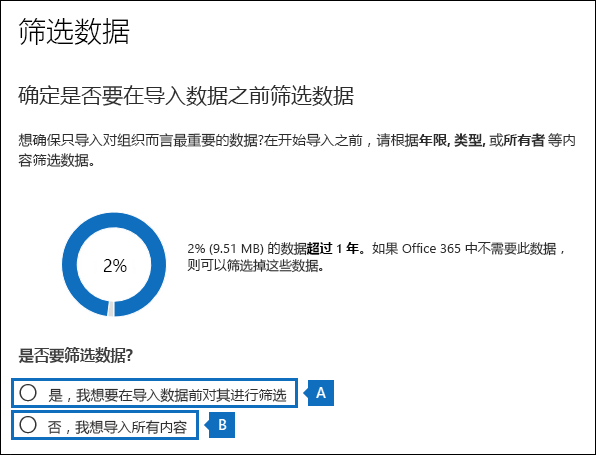 筛选数据
确定是否要在导入数据之前筛选数据
想确保只导入对组织而言最重要的数据?在开始导入之前，请根据年限, 类型, 或所有者 等内
容筛选数据。
2%
2% (9.51 MB) 的数据超过 1 年。如果 Office 365 中不需要此数据，
则可以筛选掉这些数据。
是否要筛选数据?
是，我想要在导入数据前对其进行筛选
A
否，我想导入所有内容
B